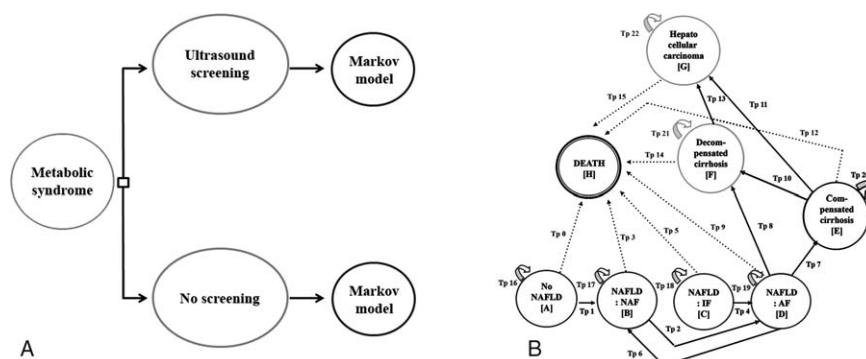 Ultrasound
screening
Markov
model
Metabolic
syndrome
No screening
Markov
model
A
Tp 22
Hepato
cellular
carcinoma
[G]
Tp 15
Tp 13
Tp 11
Tp 21
Tp 12
DEATH
[H]
Tp 14
Decom-
pensated
cirrhosis
[F]
Tp 10
Com-
pensated
cirrhosis
[E]
Tp 0
Tp 3
Tp 5
Tp 9
Tp 8
Tp 7
Tp 16
No
NAFLD
[A]
Tp 17
Tp 1
NAFLD
: NAF
[B]
Tp 18
NAFLD
: IF
[C]
Tp 19
Tp 4
NAFLD
: AF
[D]
Tp 2
Tp 6
B